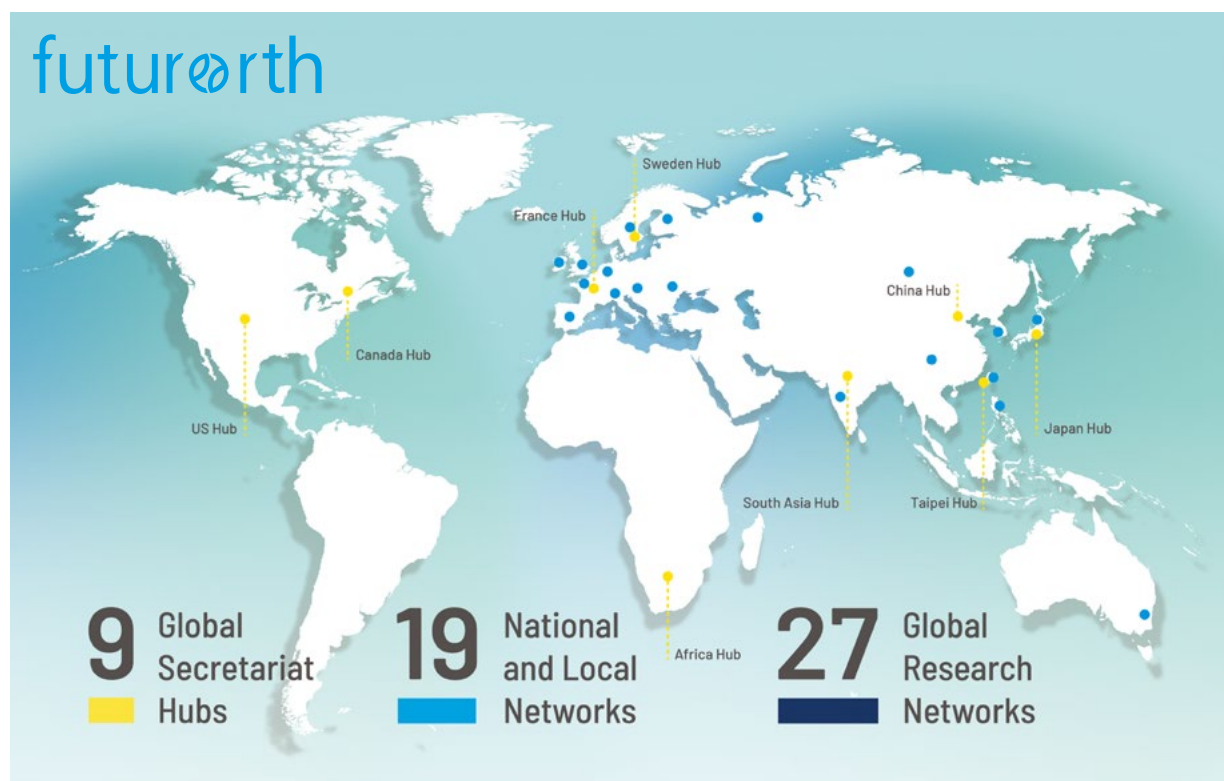 futurearth
Sweden Hub
France Hub
China Hub
Canada Hub
US Hub
Japan Hub
South Asia Hub
Taipei Hub
Africa Hub
9
Global
Secretariat
Hubs
19
National
and Local
Networks
27
Global
Research
Networks